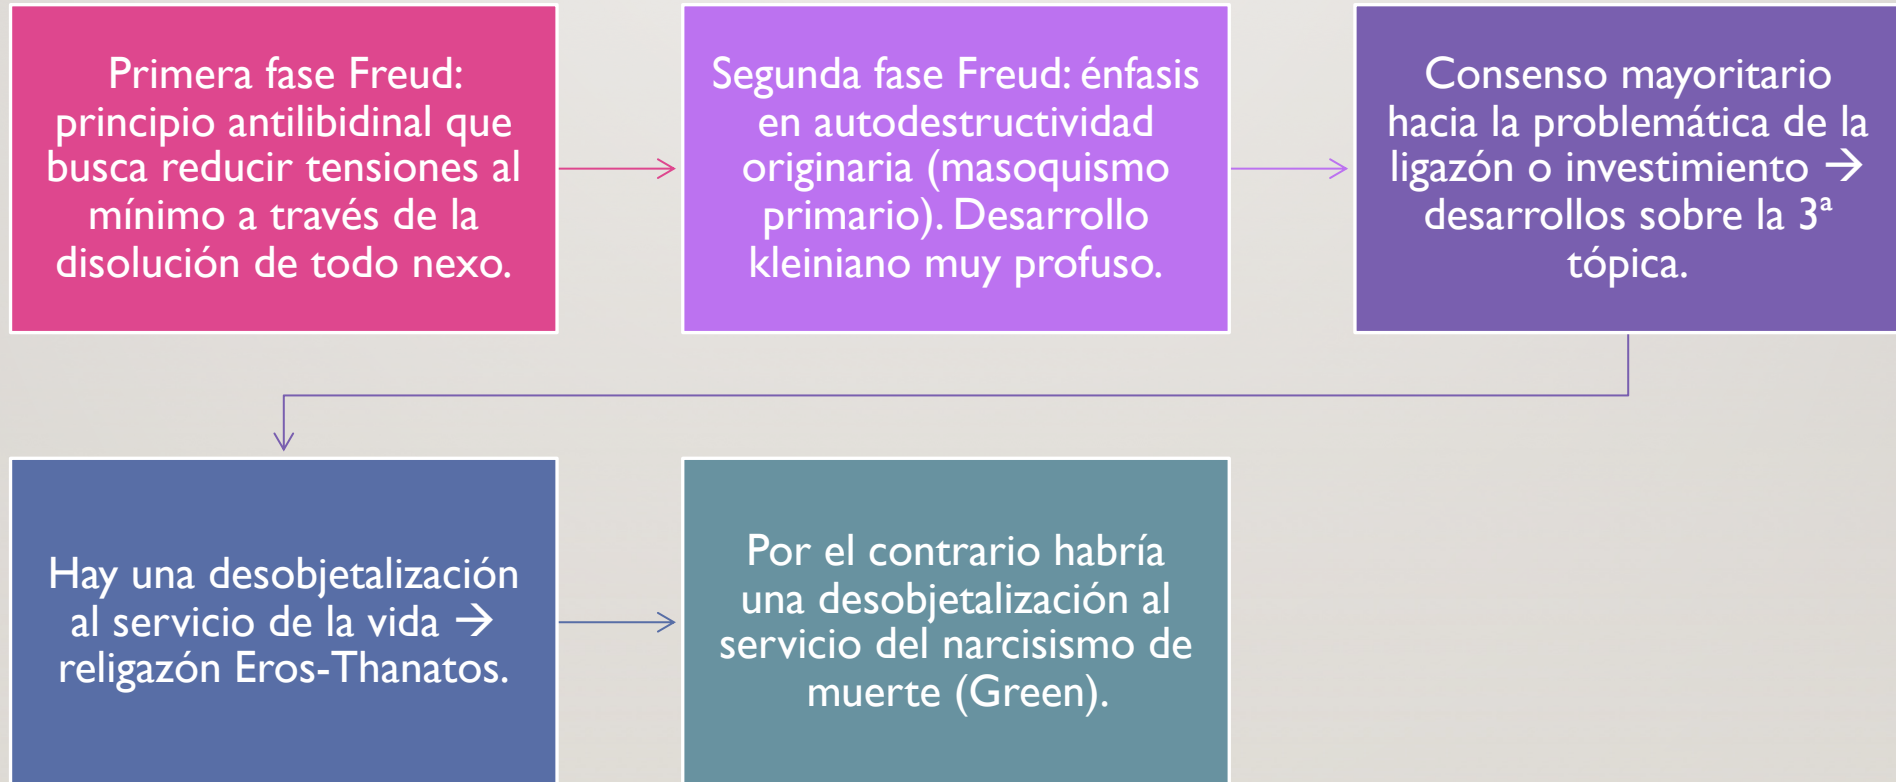 Primera fase Freud:
principio antilibidinal que
busca reducir tensiones al
mínimo a través de la
disolución de todo nexo.
Segunda fase Freud: énfasis
en autodestructividad
originaria (masoquismo
primario). Desarrollo
kleiniano muy profuso.
Consenso mayoritario
hacia la problemática de la
ligazón o investimiento →
desarrollos sobre la 3ª
tópica.
Hay una desobjetalización
al servicio de la vida →
religazón Eros-Thanatos.
Por el contrario habría
una desobjetalización al
servicio del narcisismo de
muerte (Green).